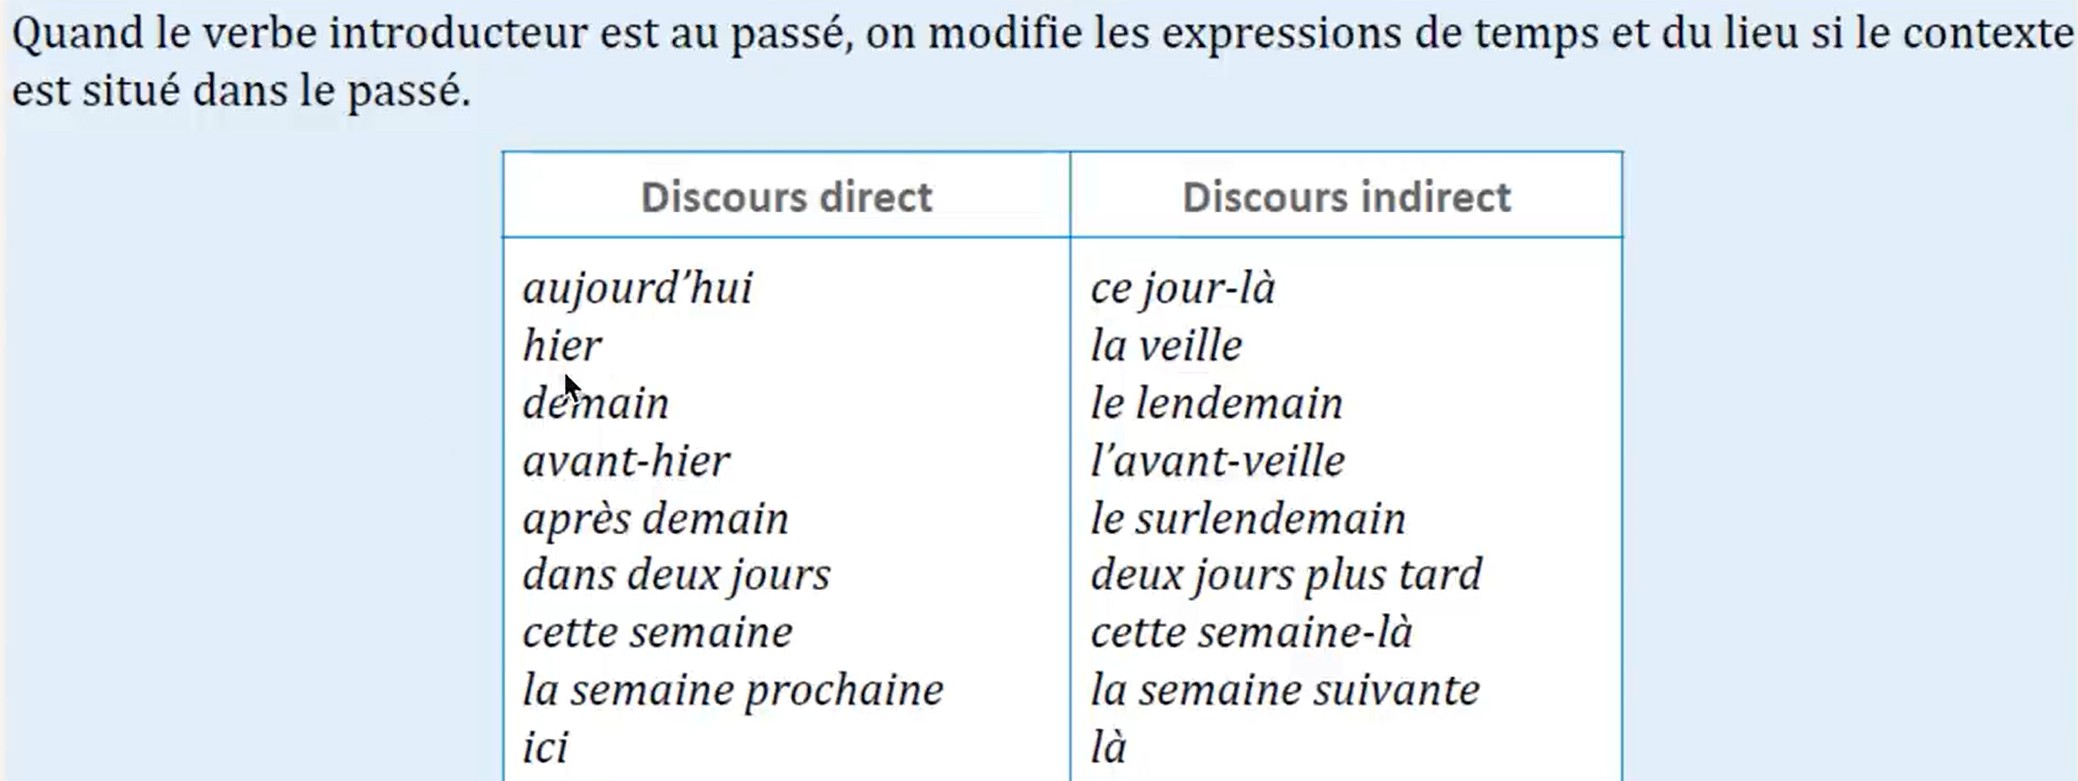 Quand le verbe introducteur est au passé, on modifie les expressions de temps et du lieu si le contexte
est situé dans le passé.
Discours direct Discours indirect
aujourd'hui ce jour-là
hier la veille
demain le lendemain
avant-hier l'avant-veille
après demain le surlendemain
dans deux jours deux jours plus tard
cette semaine cette semaine-là
la semaine prochaine la semaine suivante
ici là